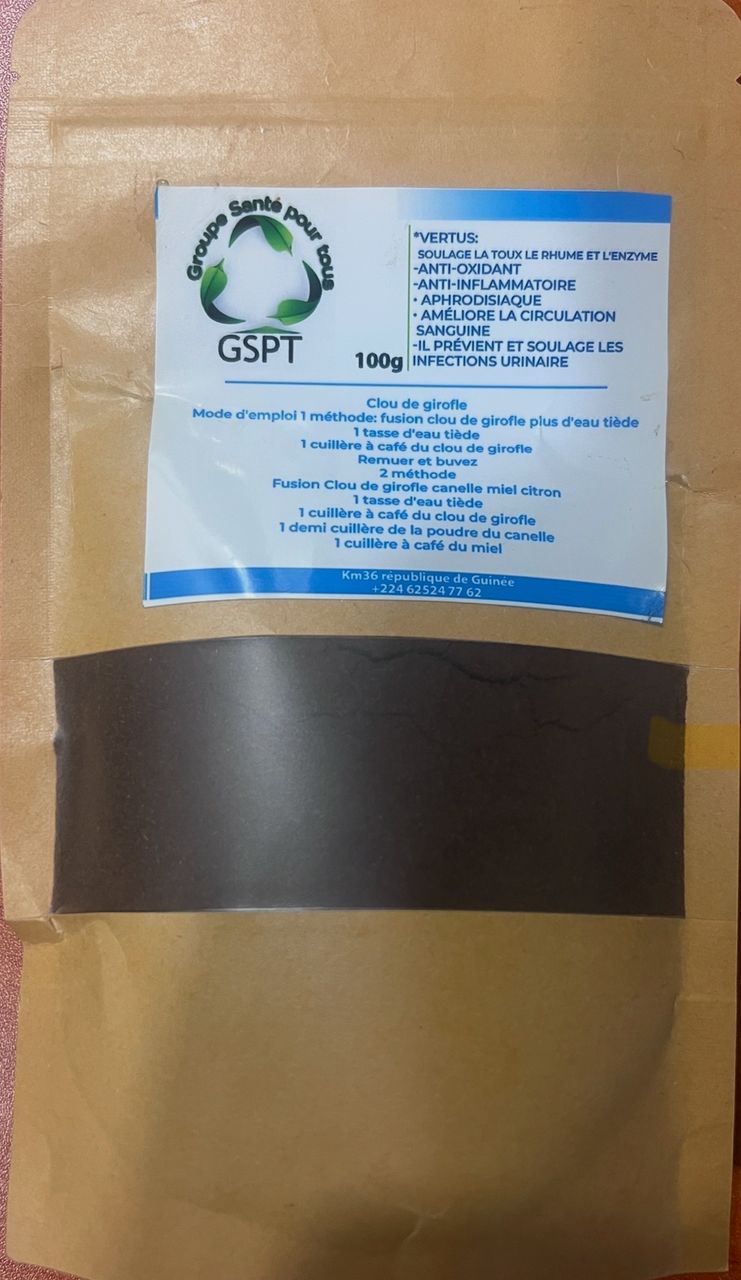 Groupe Santé pour tous
GSPT
100g
*VERTUS:
SOULAGE LA TOUX LE RHUME ET L'ENZYME
-ANTI-OXIDANT
-ANTI-INFLAMMATOIRE
• APHRODISIAQUE
• AMÉLIORE LA CIRCULATION
SANGUINE
-IL PRÉVIENT ET SOULAGE LES
INFECTIONS URINAIRE
Clou de girofle
Mode d'emploi 1 méthode: fusion clou de girofle plus d'eau tiède
1 tasse d'eau tiède
1 cuillère à café du clou de girofle
Remuer et buvez
2 méthode
Fusion Clou de girofle canelle miel citron
1 tasse d'eau tiède
1 cuillère à café du clou de girofle
1 demi cuillère de la poudre du canelle
1 cuillère à café du miel
Km36 république de Guinée
+224 62524 77 62